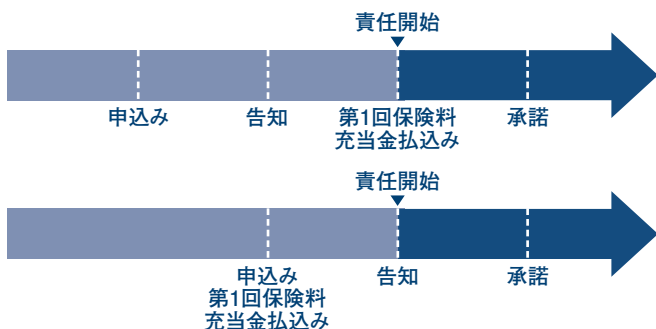 責任開始
申込み
告知
第1回保険料
充当金払込み
承諾
責任開始
申込み
第1回保険料
充当金払込み
告知
承諾